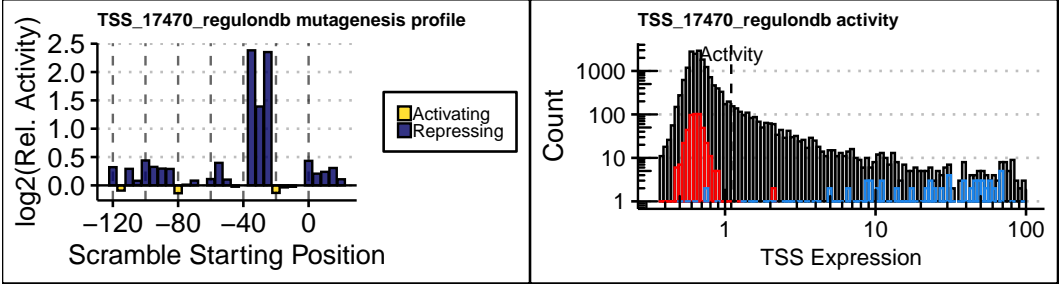 TSS_17470_regulondb mutagenesis profile
log2(Rel. Activity)
2.5
2.0
1.5
1.0
0.5
0.0
−120 −80 −40 0
Scramble Starting Position
Activating
Repressing
TSS_17470_regulondb activity
Activity
Count
1000
100
10
1
1 10 100
TSS Expression